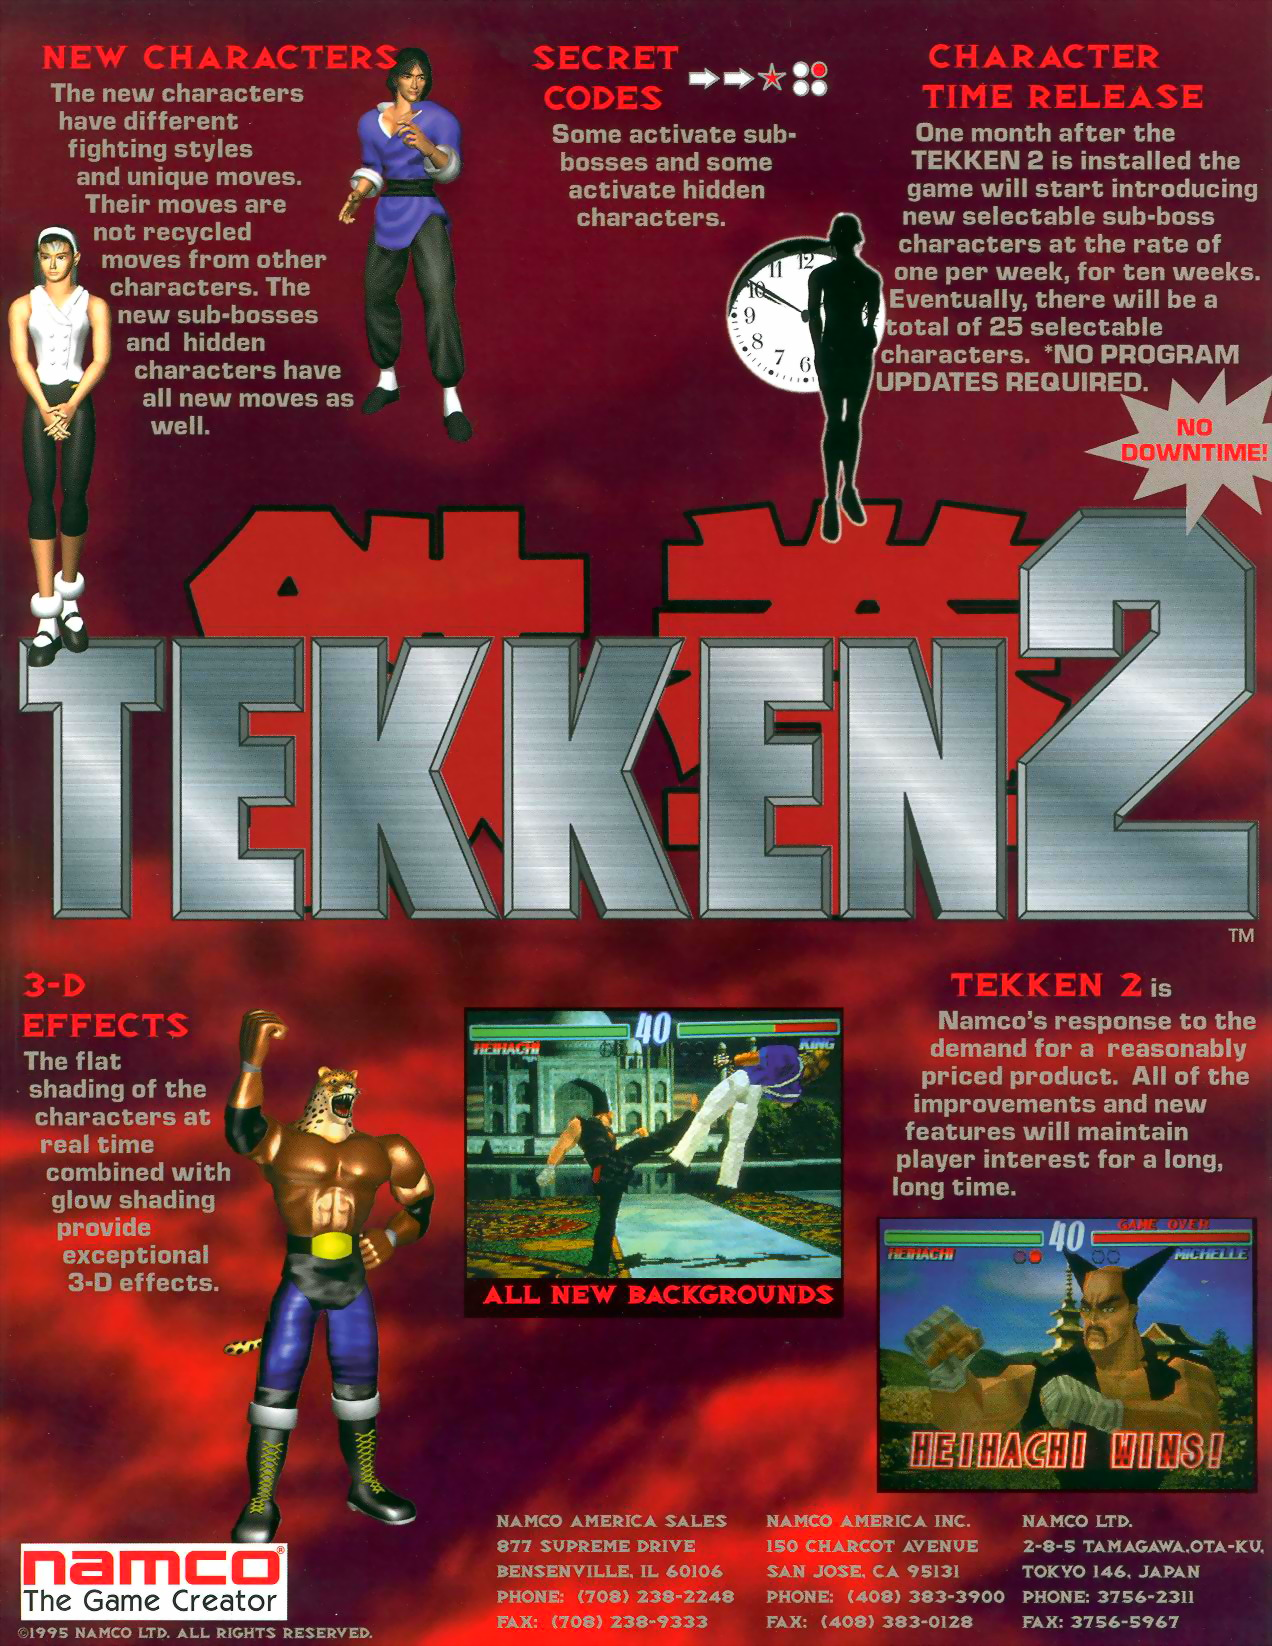 NEW CHARACTERS
The new characters
have different
fighting styles
and unique moves.
Their moves are
not recycled
moves from other
characters. The
new sub-bosses
and hidden
characters have
all new moves as
well.
SECRET
CODES
Some activate sub-
bosses and some
activate hidden
characters.
CHARACTER
TIME RELEASE
One month after the
TEKKEN 2 is installed the
game will start introducing
new selectable sub-boss
characters at the rate of
one per week, for ten weeks.
Eventually, there will be a
total of 25 selectable
characters. *NO PROGRAM
UPDATES REQUIRED.
11 12
10
9
8
7
6
NO
DOWNTIME!
TEKKEN 2
TM
3-D
EFFECTS
The flat
shading of the
characters at
real time
combined with
glow shading
provide
exceptional
3-D effects.
40
HEIHACHI
KING
ALL NEW BACKGROUNDS
TEKKEN 2 is
Namco's response to the
demand for a reasonably
priced product. All of the
improvements and new
features will maintain
player interest for a long,
long time.
GAME OVER
40
HEIHACHI
MICHELLE
HEIHACHI WINS!
namco®
The Game Creator
©1995 NAMCO LTD. ALL RIGHTS RESERVED.
NAMCO AMERICA SALES
877 SUPREME DRIVE
BENSENVILLE, IL 60106
PHONE: (708) 238-2248
FAX: (708) 238-9333
NAMCO AMERICA INC.
150 CHARCOT AVENUE
SAN JOSE, CA 95131
PHONE: (408) 383-3900
FAX: (408) 383-0128
NAMCO LTD.
2-8-5 TAMAGAWA,OTA-KU,
TOKYO 146, JAPAN
PHONE: 3756-2311
FAX: 3756-5967